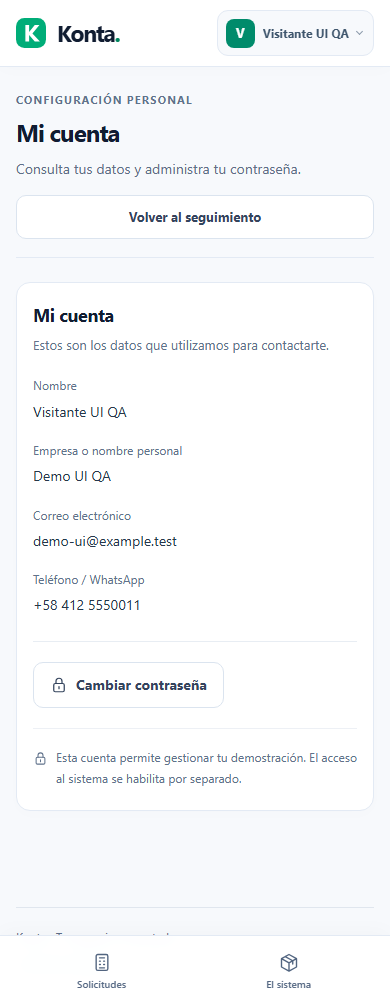 K Konta.
V Visitante UI QA
CONFIGURACIÓN PERSONAL
Mi cuenta
Consulta tus datos y administra tu contraseña.
Volver al seguimiento
Mi cuenta
Estos son los datos que utilizamos para contactarte.
Nombre
Visitante UI QA
Empresa o nombre personal
Demo UI QA
Correo electrónico
demo-ui@example.test
Teléfono / WhatsApp
+58 412 5550011
Cambiar contraseña
Esta cuenta permite gestionar tu demostración. El acceso
al sistema se habilita por separado.
Solicitudes
El sistema